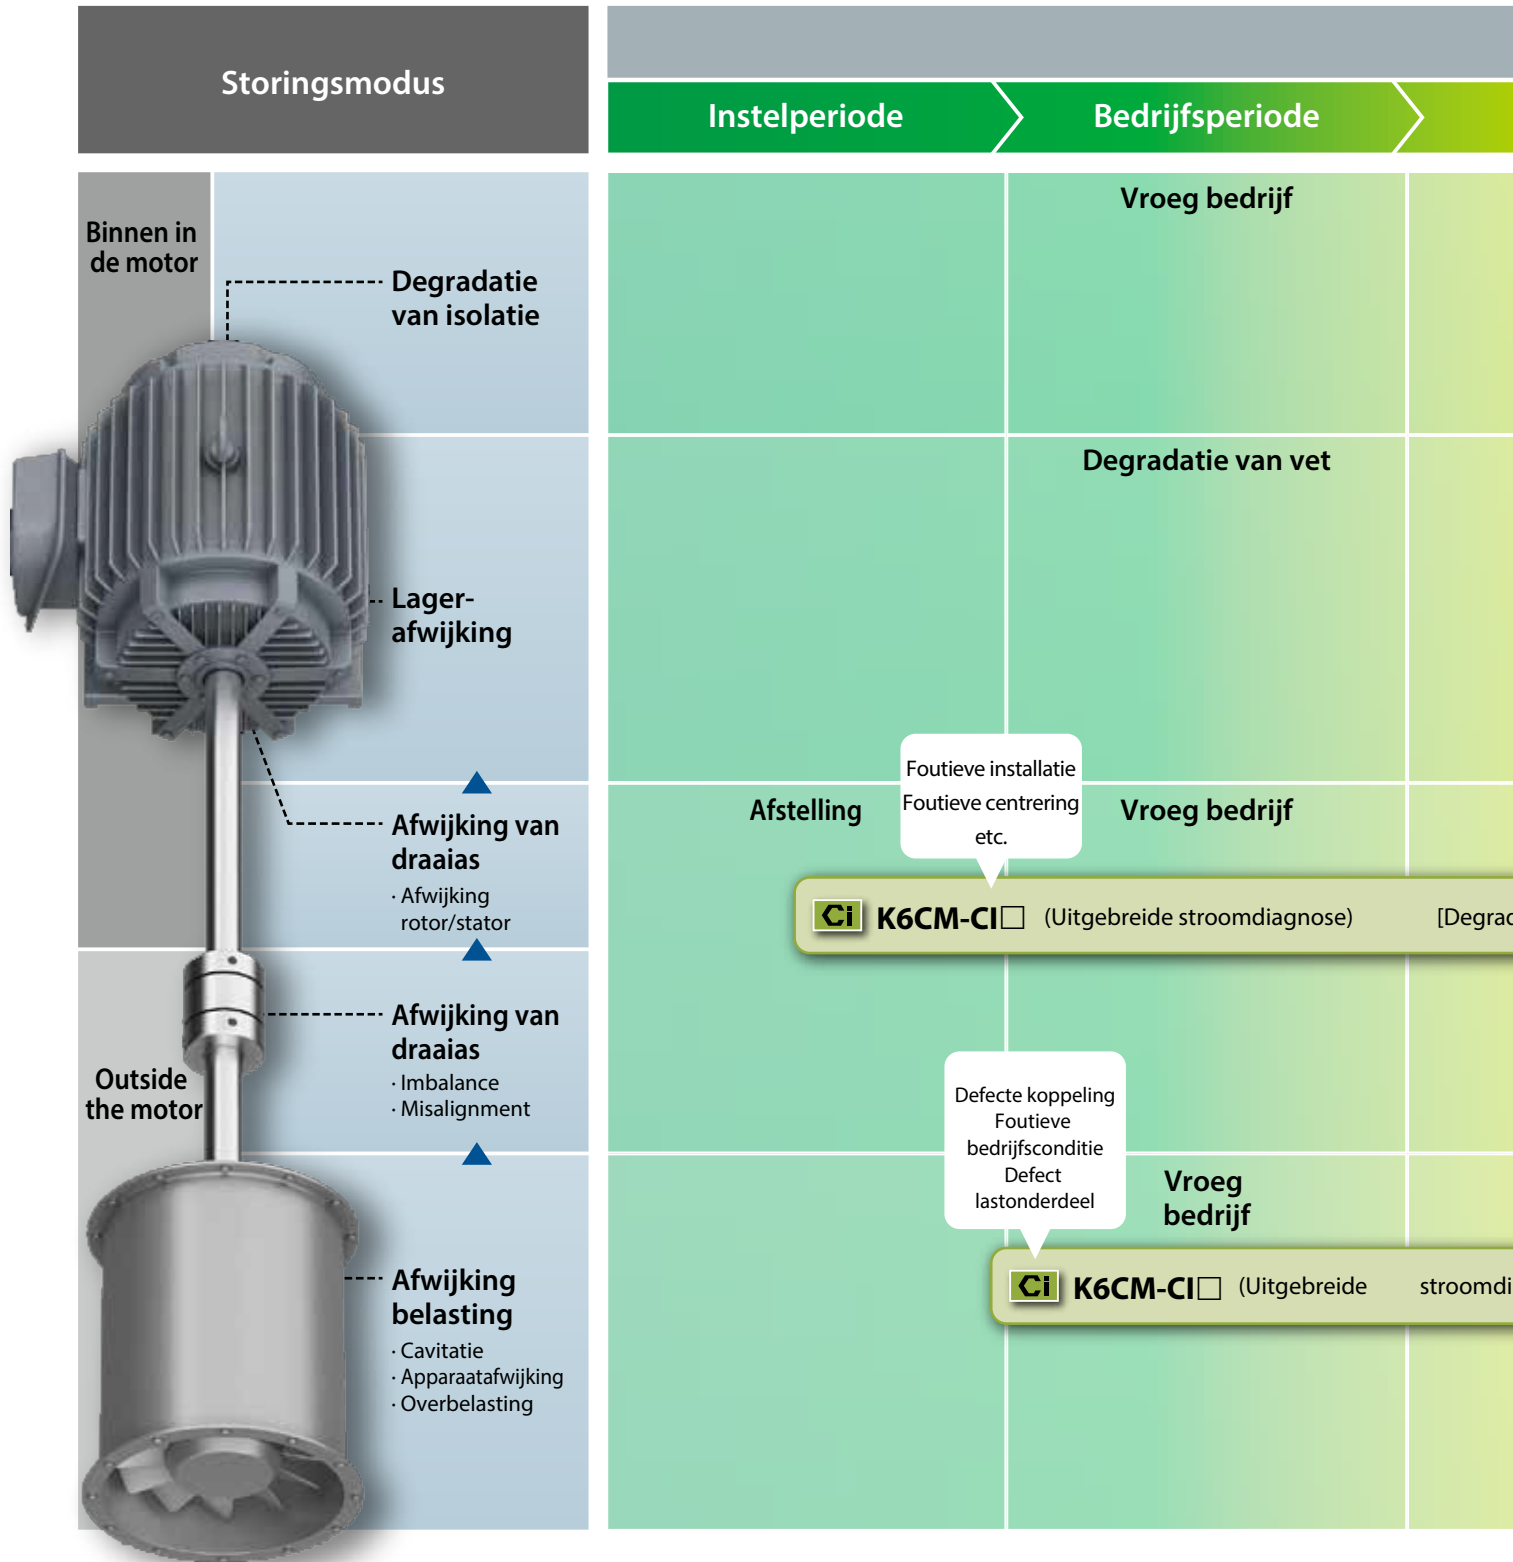 Storingsmodus
Instelperiode
Bedrijfsperiode
Binnen in
de motor
Degradatie
van isolatie
Vroeg bedrijf
Lager-
afwijking
Degradatie van vet
Afwijking van
draaias
· Afwijking
rotor/stator
Afstelling
Foutieve installatie
Foutieve centrering
etc.
Vroeg bedrijf
Ci K6CM-CI□ (Uitgebreide stroomdiagnose) [Degrad
Outside
the motor
Afwijking van
draaias
· Imbalance
· Misalignment
Defecte koppeling
Foutieve
bedrijfsconditie
Defect
lastonderdeel
Vroeg
bedrijf
Afwijking
belasting
· Cavitatie
· Apparaatafwijking
· Overbelasting
Ci K6CM-CI□ (Uitgebreide stroomdi